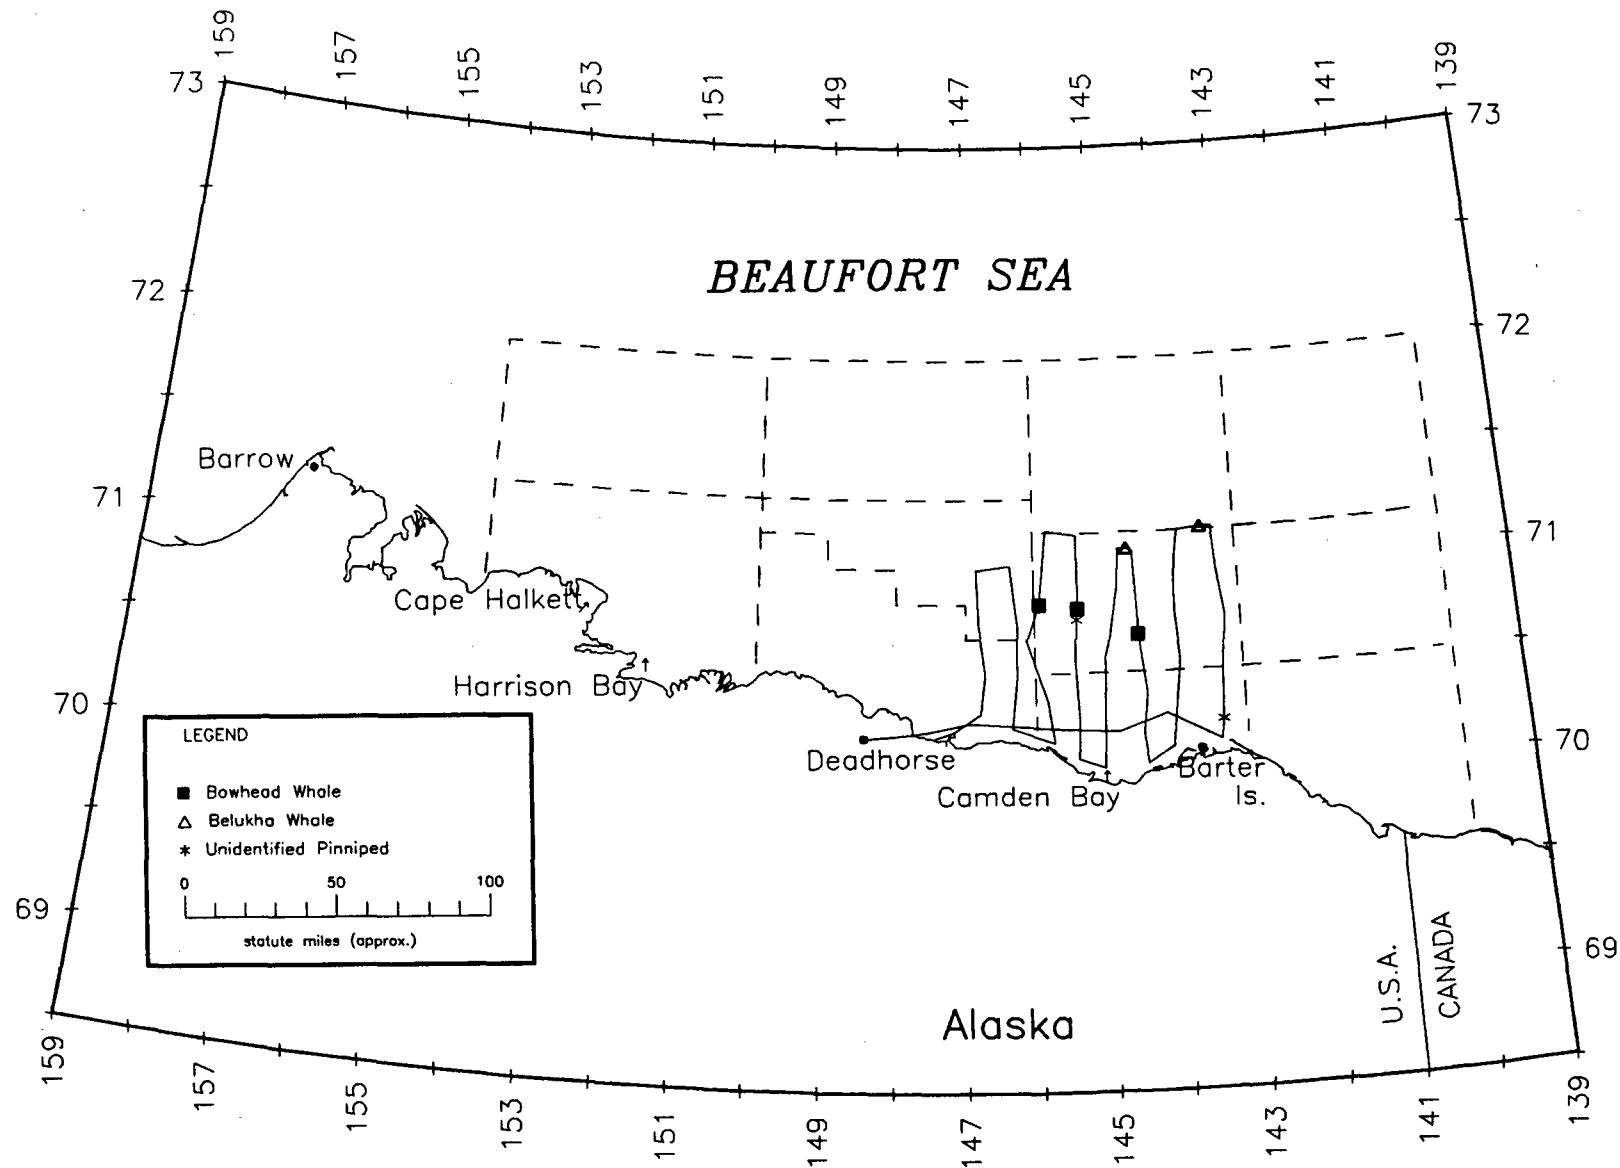 159
157
155
153
151
149
147
145
143
141
139
73
73
BEAUFORT SEA
72
72
Barrow
71
71
Cape Halkett
Harrison Bay
70
70
Deadhorse
Barter
Is.
Camden Bay
LEGEND
Bowhead Whale
Belukha Whale
Unidentified Pinniped
0 50 100
statute miles (approx.)
69
69
U.S.A.
CANADA
Alaska
159
157
155
153
151
149
147
145
143
141
139